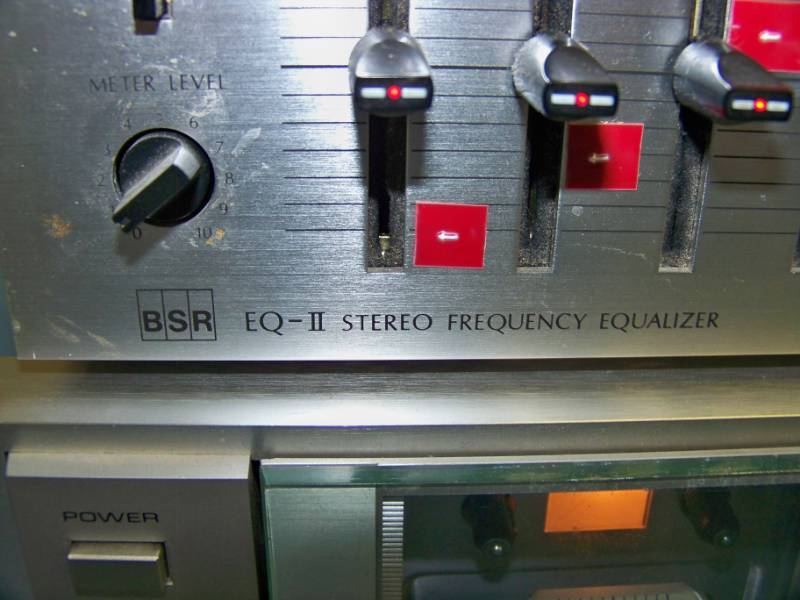 METER LEVEL
4 6
3 7
2 8
9
0 10
BSR EQ-II STEREO FREQUENCY EQUALIZER
POWER